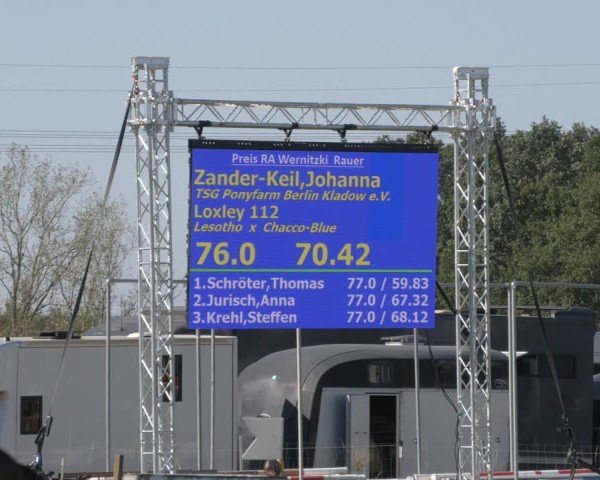 Preis RA Wernitzki Rauer
Zander-Keil,Johanna
TSG Ponyfarm Berlin Kladow e.V.
Loxley 112
Lesotho x Chacco-Blue
76.0 70.42
1.Schröter,Thomas 77.0 / 59.83
2.Jurisch,Anna 77.0 / 67.32
3.Krehl,Steffen 77.0 / 68.12